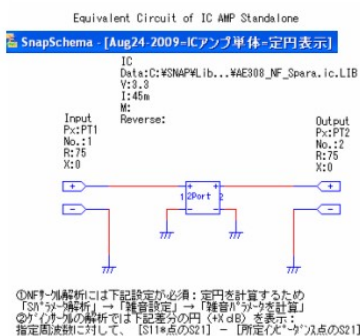 Equivalent Circuit of IC AMP Standalone
SnapSchema - [Aug24-2009=ICアンプ単体=定円表示]
IC
Data:C:¥SNAP¥Lib...¥AE308_NF_Spara.ic.LIB
V:3.3
I:45m
M:
Reverse:
Input
Px:PT1
No.:1
R:75
X:0
Output
Px:PT2
No.:2
R:75
X:0
+
-
1 2Port 2
+
-
①NFサークル解析には下記設定が必須：定円を計算するため
「Sパラメータ解析」→「雑音設定」→「雑音パラメータを計算」
②ゲインサークルの解析では下記差分の円（+XdB）を表示：
指定周波数に対して、[S11*点のS21] － [所定インピーダンス点のS21]